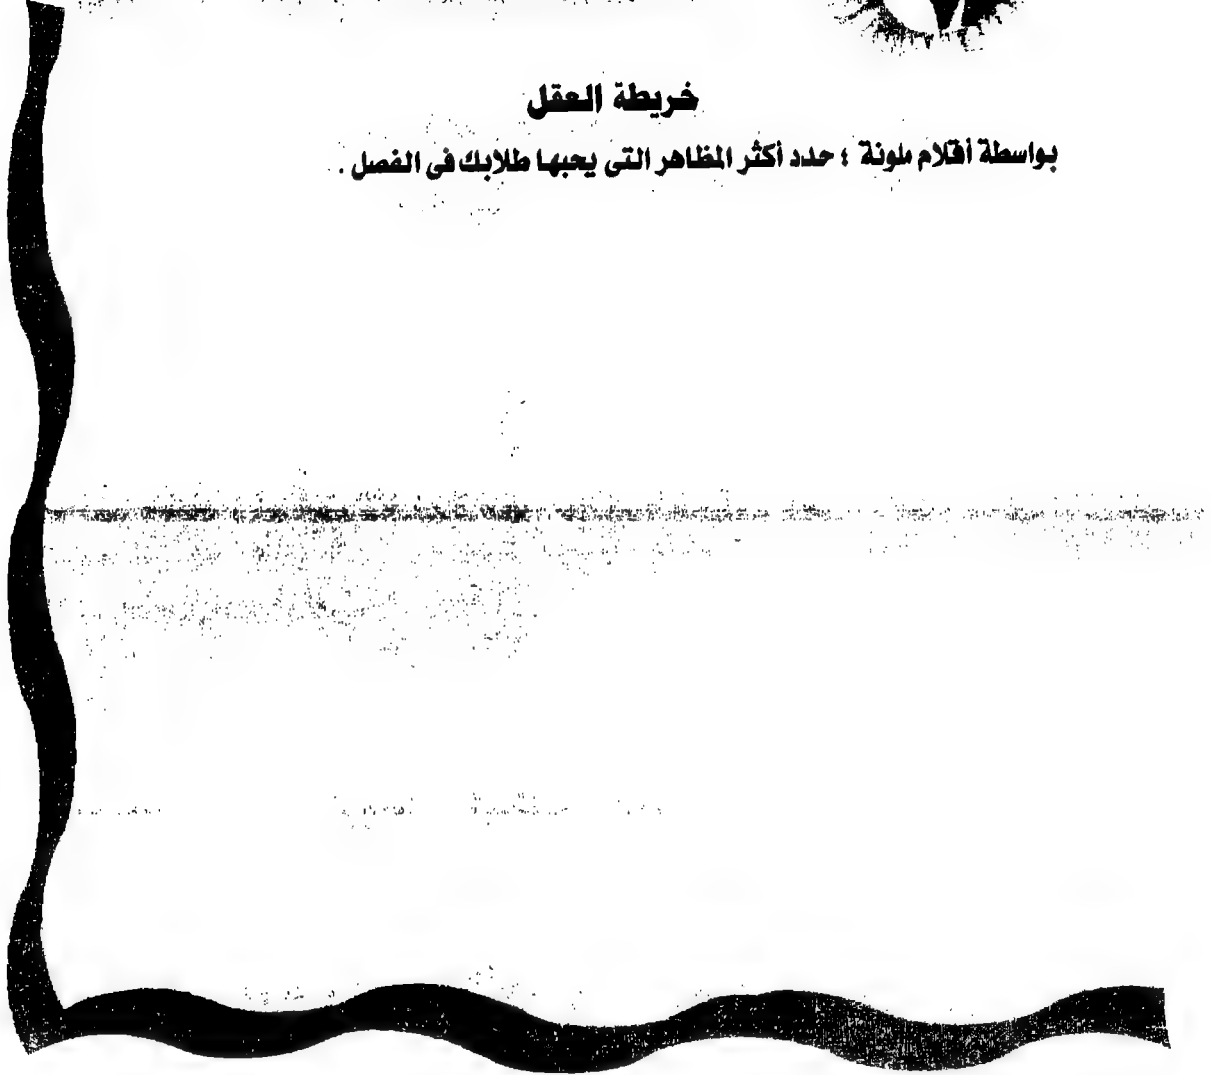 خريطة العقل
بواسطة أقلام ملونة ؛ حدد أكثر المظاهر التى يحبها طلابك فى الفصل .